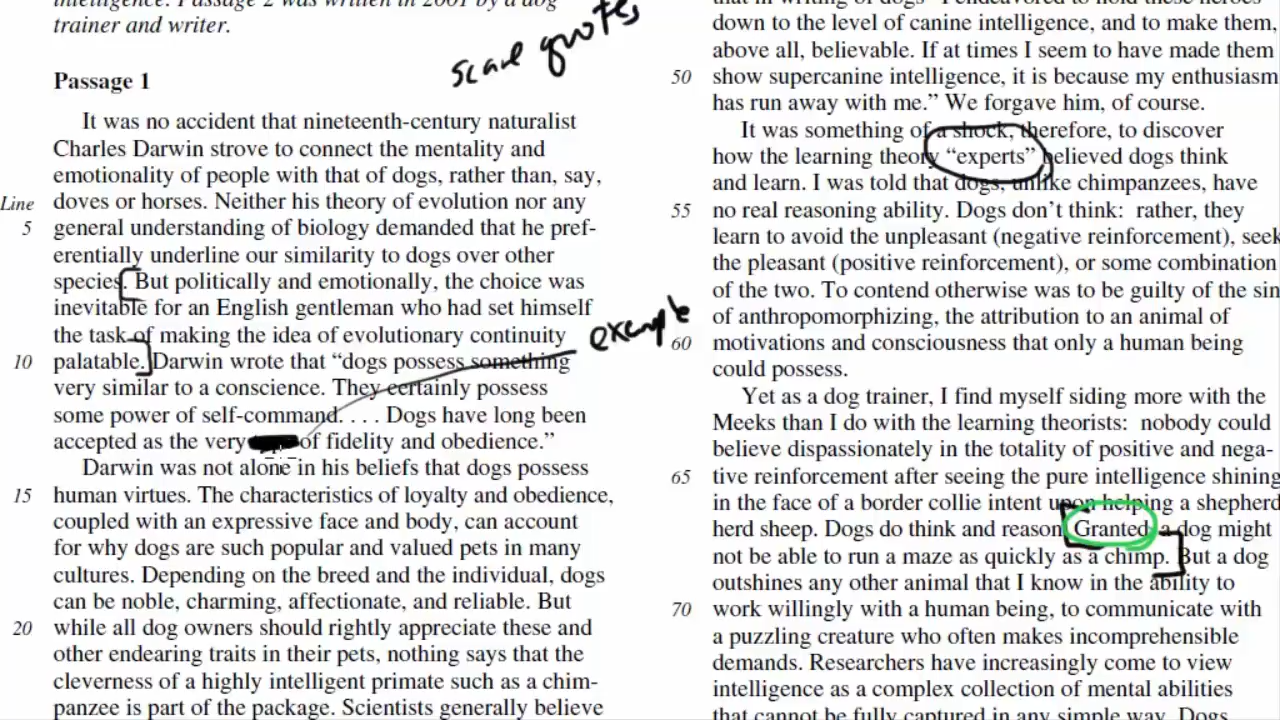 intelligence. Passage 2 was written in 2001 by a dog
trainer and writer.
scare quotes
Passage 1
It was no accident that nineteenth-century naturalist
Charles Darwin strove to connect the mentality and
emotionality of people with that of dogs, rather than, say,
Line doves or horses. Neither his theory of evolution nor any
5 general understanding of biology demanded that he pref-
erentially underline our similarity to dogs over other
species. But politically and emotionally, the choice was
inevitable for an English gentleman who had set himself
the task of making the idea of evolutionary continuity
example
10 palatable. Darwin wrote that “dogs possess something
very similar to a conscience. They certainly possess
some power of self-command. . . . Dogs have long been
accepted as the very of fidelity and obedience.”
Darwin was not alone in his beliefs that dogs possess
15 human virtues. The characteristics of loyalty and obedience,
coupled with an expressive face and body, can account
for why dogs are such popular and valued pets in many
cultures. Depending on the breed and the individual, dogs
can be noble, charming, affectionate, and reliable. But
20 while all dog owners should rightly appreciate these and
other endearing traits in their pets, nothing says that the
cleverness of a highly intelligent primate such as a chim-
panzee is part of the package. Scientists generally believe
that in writing of dogs “I endeavored to hold these heroes
down to the level of canine intelligence, and to make them,
above all, believable. If at times I seem to have made them
50 show supercanine intelligence, it is because my enthusiasm
has run away with me.” We forgave him, of course.
It was something of a shock, therefore, to discover
how the learning theory “experts” believed dogs think
and learn. I was told that dogs, unlike chimpanzees, have
55 no real reasoning ability. Dogs don’t think: rather, they
learn to avoid the unpleasant (negative reinforcement), seek
the pleasant (positive reinforcement), or some combination
of the two. To contend otherwise was to be guilty of the sin
of anthropomorphizing, the attribution to an animal of
60 motivations and consciousness that only a human being
could possess.
Yet as a dog trainer, I find myself siding more with the
Meeks than I do with the learning theorists: nobody could
believe dispassionately in the totality of positive and nega-
65 tive reinforcement after seeing the pure intelligence shining
in the face of a border collie intent upon helping a shepherd
herd sheep. Dogs do think and reason. Granted, a dog might
not be able to run a maze as quickly as a chimp. But a dog
outshines any other animal that I know in the ability to
70 work willingly with a human being, to communicate with
a puzzling creature who often makes incomprehensible
demands. Researchers have increasingly come to view
intelligence as a complex collection of mental abilities
that cannot be fully captured in any simple way. Dogs